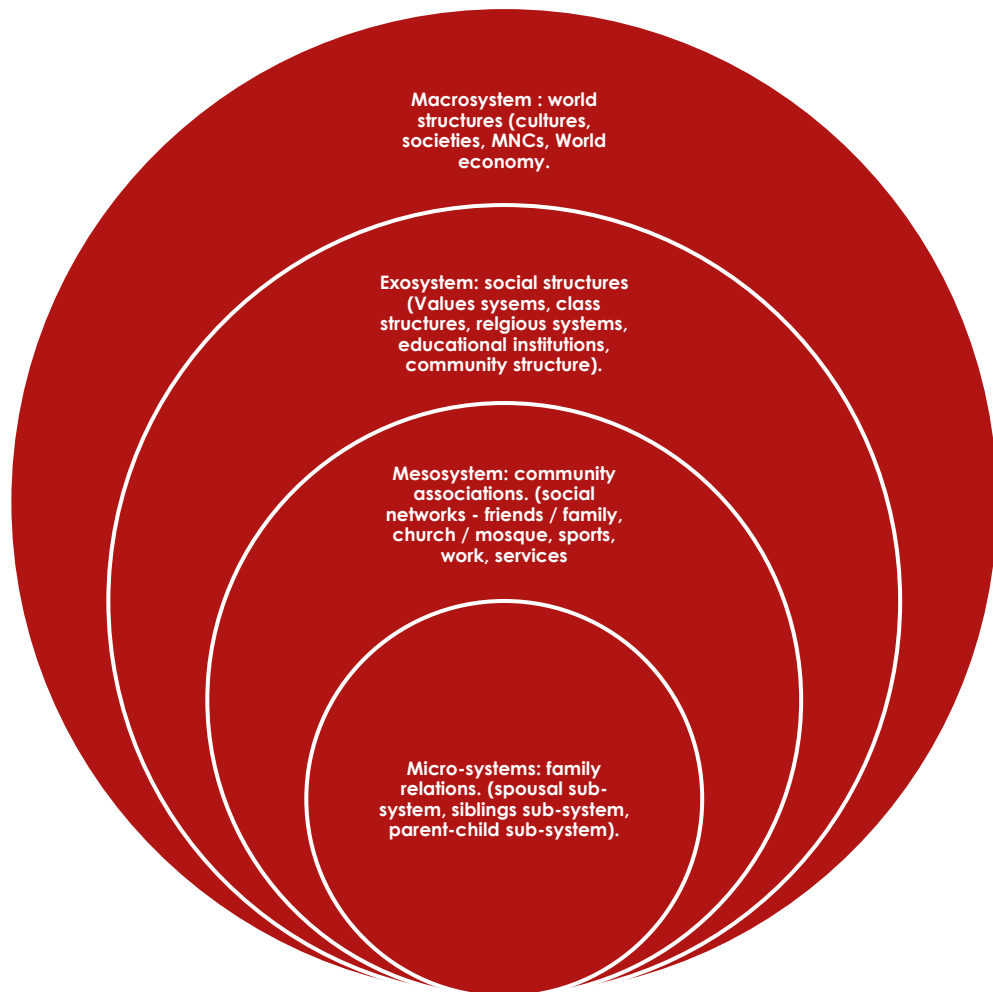 Macrosystem : world
structures (cultures,
societies, MNCs, World
economy.
Exosystem: social structures
(Values sysems, class
structures, relgious systems,
educational institutions,
community structure).
Mesosystem: community
associations. (social
networks - friends / family,
church / mosque, sports,
work, services
Micro-systems: family
relations. (spousal sub-
system, siblings sub-system,
parent-child sub-system).